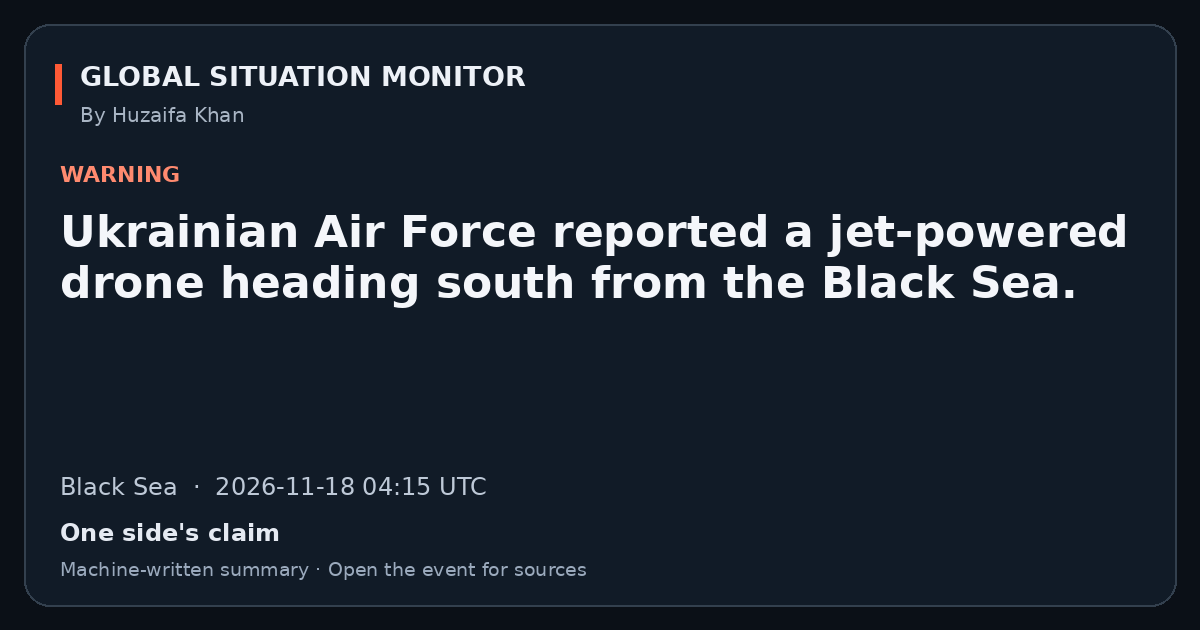 GLOBAL SITUATION MONITOR
By Huzaifa Khan
WARNING
Ukrainian Air Force reported a jet-powered
drone heading south from the Black Sea.
Black Sea · 2026-11-18 04:15 UTC
One side's claim
Machine-written summary · Open the event for sources